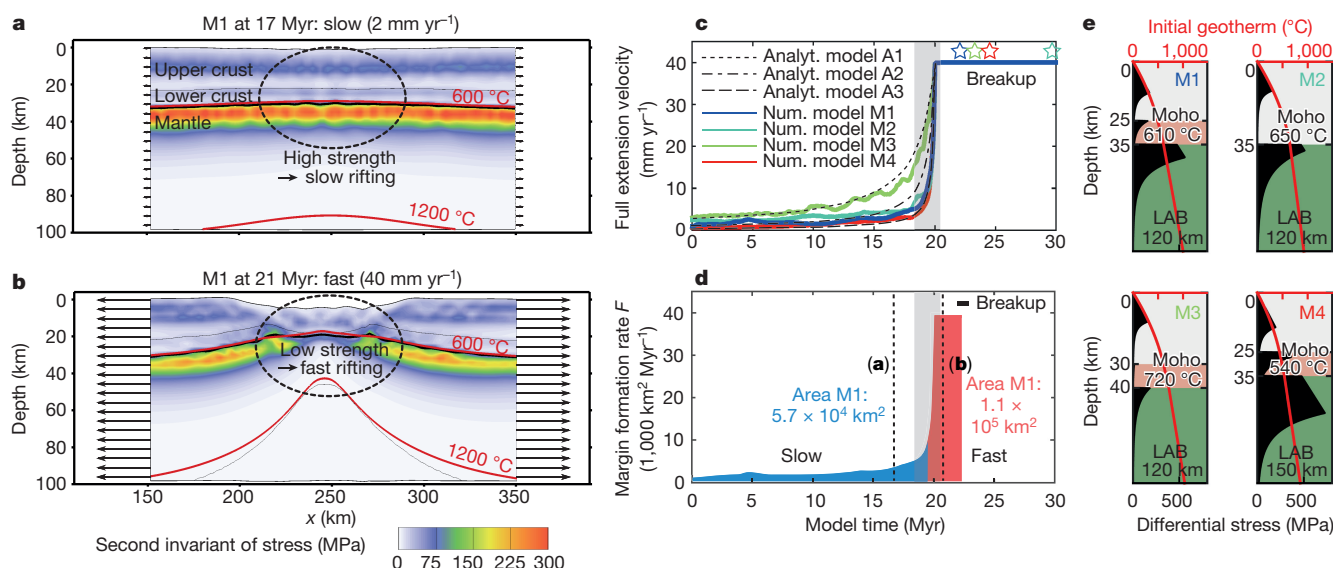 a
M1 at 17 Myr: slow (2 mm yr⁻¹)
0
20
40
60
80
100
Depth (km)
Upper crust
Lower crust
600 °C
Mantle
High strength
→ slow rifting
1200 °C
b
M1 at 21 Myr: fast (40 mm yr⁻¹)
0
20
40
60
80
100
Depth (km)
600 °C
Low strength
→ fast rifting
1200 °C
150 200 250 300 350
x (km)
Second invariant of stress (MPa)
0 75 150 225 300
c
Full extension velocity
(mm yr⁻¹)
40
30
20
10
0
Analyt. model A1
Analyt. model A2
Analyt. model A3
Num. model M1
Num. model M2
Num. model M3
Num. model M4
Breakup
0 5 10 15 20 25 30
d
Margin formation rate F
(1,000 km² Myr⁻¹)
40
30
20
10
0
Breakup
(a)
(b)
Area M1:
5.7 × 10⁴ km²
Area M1:
1.1 ×
10⁵ km²
Slow
Fast
0 5 10 15 20 25 30
Model time (Myr)
e
Initial geotherm (°C)
0 1,000 0 1,000
Depth (km)
0
25
35
M1
Moho
610 °C
LAB
120 km
0
35
M2
Moho
650 °C
LAB
120 km
Depth (km)
0
30
40
M3
Moho
720 °C
LAB
120 km
0
25
35
M4
Moho
540 °C
LAB
150 km
0 500 0 500
Differential stress (MPa)